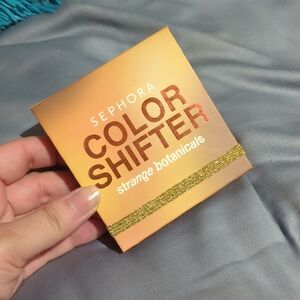 SEPHORA
COLOR
SHIFTER
strange botanicals